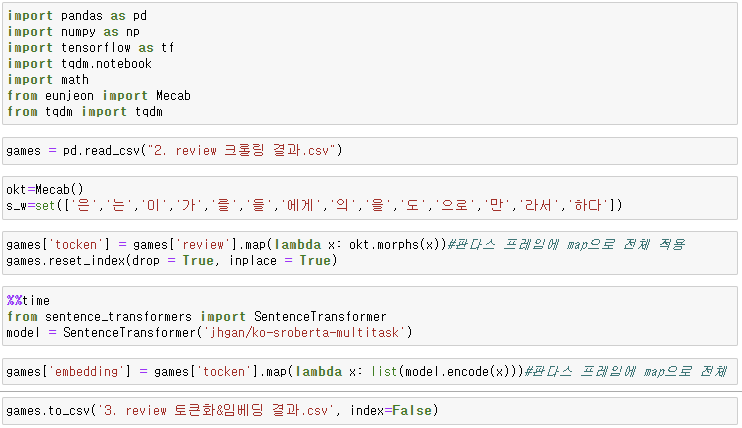 import pandas as pd
import numpy as np
import tensorflow as tf
import tqdm.notebook
import math
from eunjeon import Mecab
from tqdm import tqdm
games = pd.read_csv("2. review 크롤링 결과.csv")
okt=Mecab()
s_w=set(['은','는','이','가','를','들','에게','의','을','도','으로','만','라서','하다'])
games['tocken'] = games['review'].map(lambda x: okt.morphs(x))#판다스 프레임에 map으로 전체 적용
games.reset_index(drop = True, inplace = True)
%%time
from sentence_transformers import SentenceTransformer
model = SentenceTransformer('jhgan/ko-sroberta-multitask')
games['embedding'] = games['tocken'].map(lambda x: list(model.encode(x)))#판다스 프레임에 map으로 전체
games.to_csv('3. review 토큰화&임베딩 결과.csv', index=False)